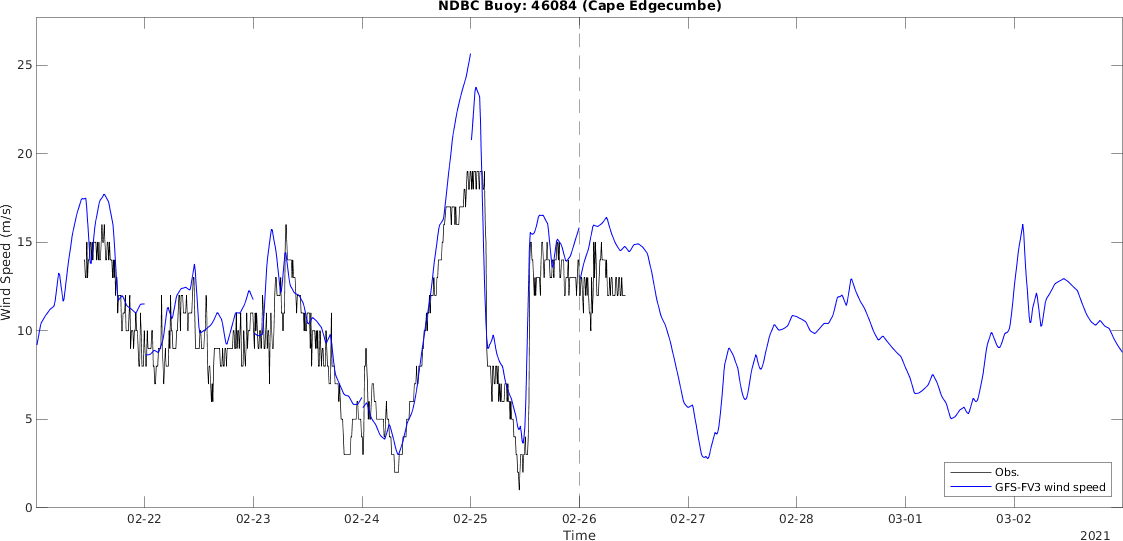 NDBC Buoy: 46084 (Cape Edgecumbe)
Wind Speed (m/s)
25
20
15
10
5
0
Obs.
GFS-FV3 wind speed
02-22 02-23 02-24 02-25 02-26 02-27 02-28 03-01 03-02
Time
2021